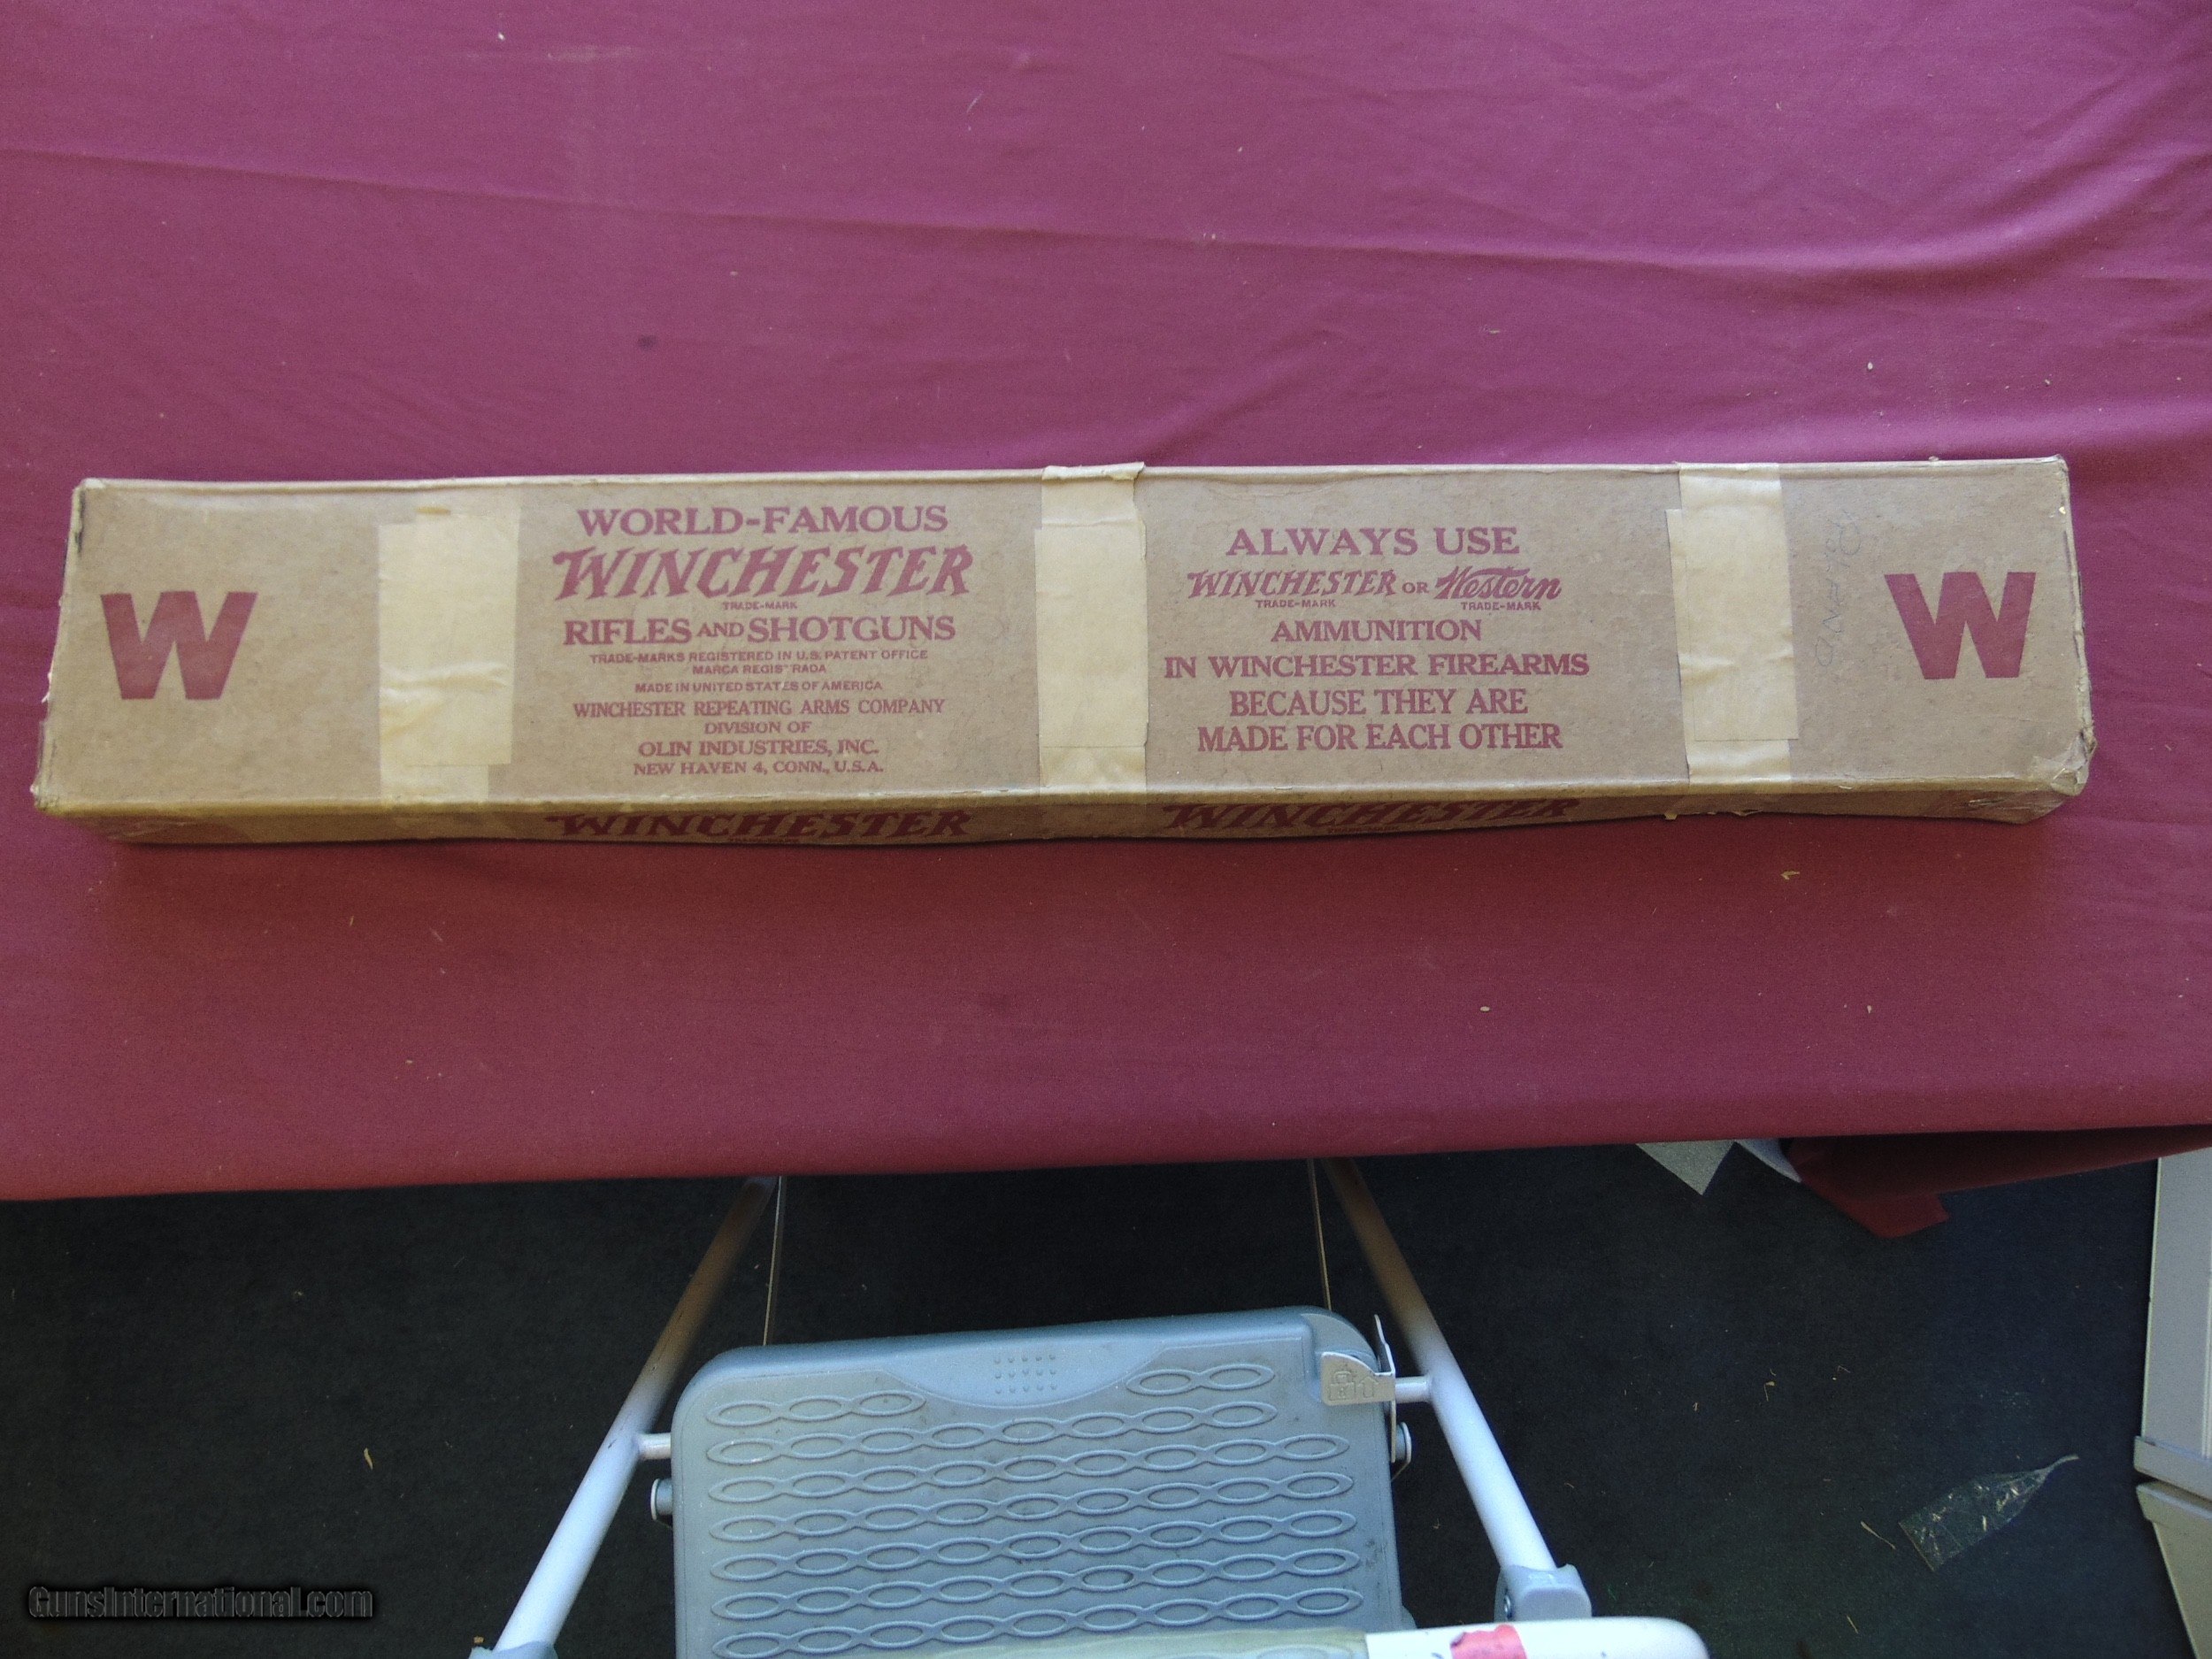 W
WORLD-FAMOUS
WINCHESTER
TRADE-MARK
RIFLES AND SHOTGUNS
TRADE-MARKS REGISTERED IN U.S. PATENT OFFICE
MARCA REGISTRADA
MADE IN UNITED STATES OF AMERICA
WINCHESTER REPEATING ARMS COMPANY
DIVISION OF
OLIN INDUSTRIES, INC.
NEW HAVEN 4, CONN., U.S.A.
ALWAYS USE
WINCHESTER OR Western
TRADE-MARK TRADE-MARK
AMMUNITION
IN WINCHESTER FIREARMS
BECAUSE THEY ARE
MADE FOR EACH OTHER
W
WINCHESTER
WINCHESTER
TRADE-MARK
GunsInternational.com